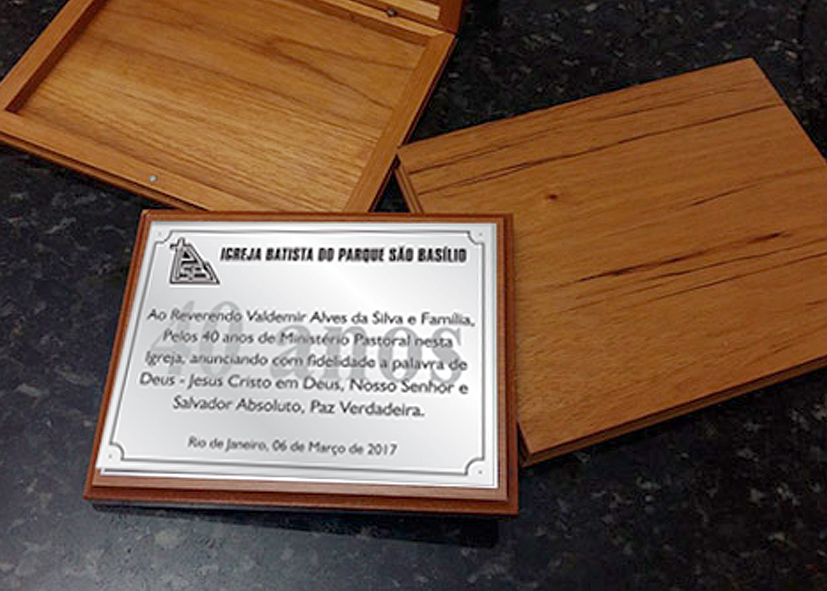 IGREJA BATISTA DO PARQUE SÃO BASÍLIO
40 anos
Ao Reverendo Valdemir Alves da Silva e Família,
Pelos 40 anos de Ministério Pastoral nesta
Igreja, anunciando com fidelidade a palavra de
Deus - Jesus Cristo em Deus, Nosso Senhor e
Salvador Absoluto, Paz Verdadeira.
Rio de Janeiro, 06 de Março de 2017